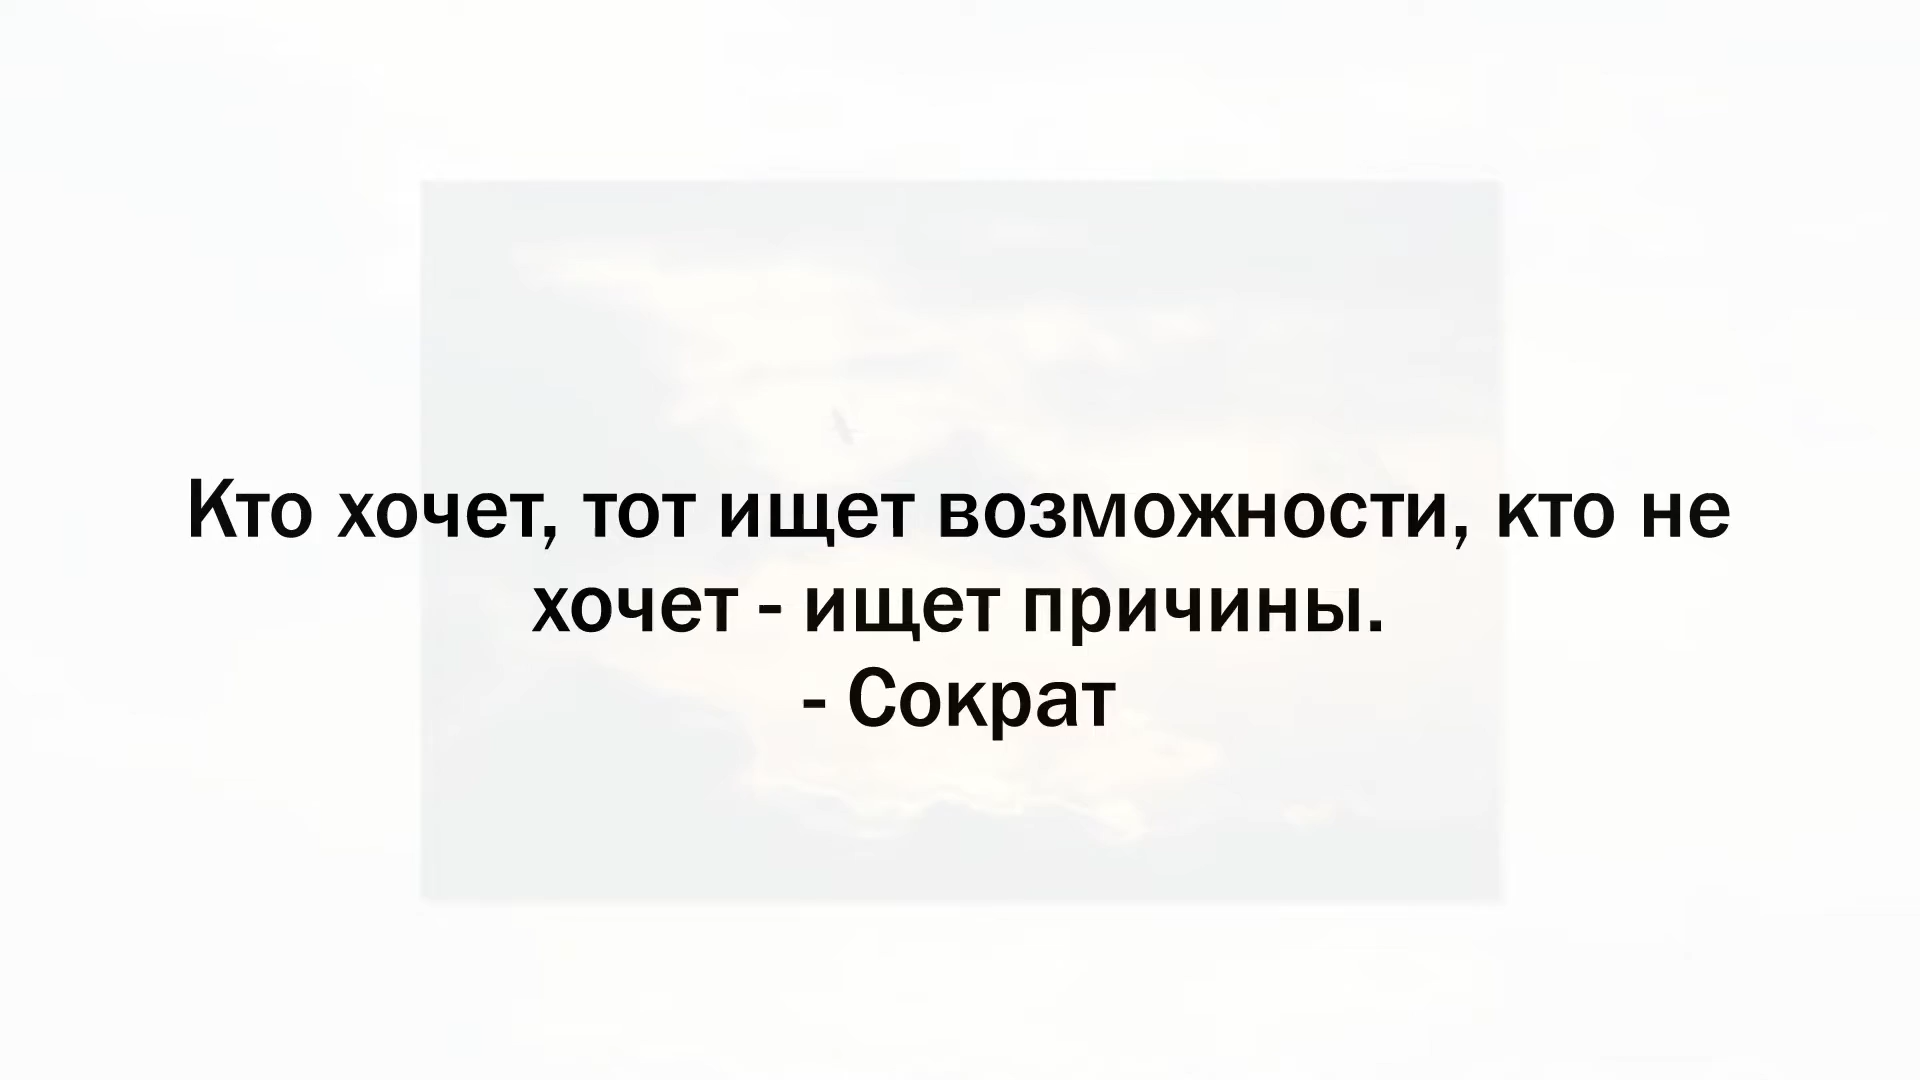 Кто хочет, тот ищет возможности, кто не
хочет - ищет причины.
- Сократ